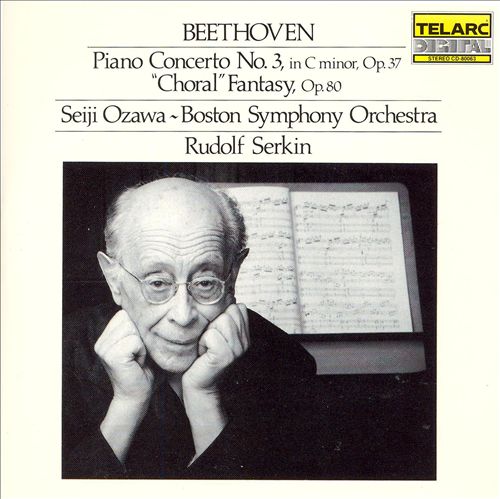 BEETHOVEN
TELARC
DIGITAL
STEREO CD-80063
Piano Concerto No. 3, in C minor, Op. 37
“Choral” Fantasy, Op. 80
Seiji Ozawa ~ Boston Symphony Orchestra
Rudolf Serkin